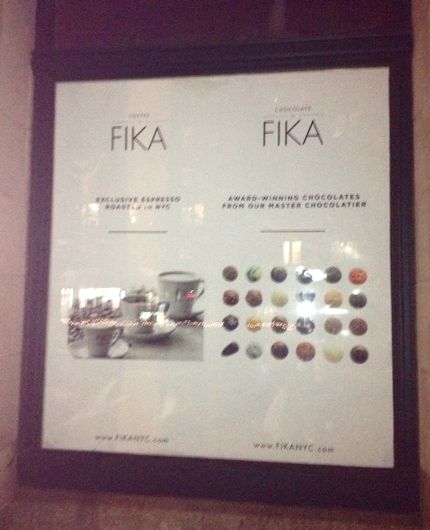 COFFEE
FIKA
EXCLUSIVE ESPRESSO
ROASTED IN NYC
www.FIKANYC.com
CHOCOLATE
FIKA
AWARD-WINNING CHOCOLATES
FROM OUR MASTER CHOCOLATIER
www.FIKANYC.com